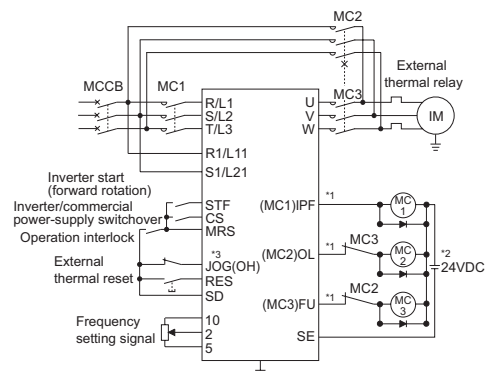 MC2
MCCB
MC1
External
thermal relay
MC3
R/L1
S/L2
T/L3
U
V
W
IM
R1/L11
S1/L21
Inverter start
(forward rotation)
Inverter/commercial
power-supply switchover
Operation interlock
STF
CS
MRS
(MC1)IPF
*1
MC
1
*3
External
thermal reset
JOG(OH)
RES
SD
(MC2)OL
*1
MC3
MC
2
*2
24VDC
(MC3)FU
*1
MC2
MC
3
Frequency
setting signal
10
2
5
SE